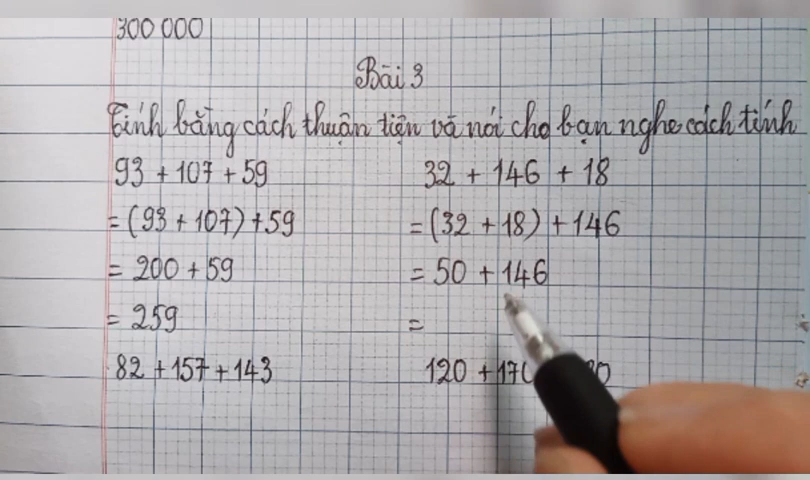 300 000
Bài 3
Tính bằng cách thuận tiện và nói cho bạn nghe cách tính
93 + 107 + 59
= (93 + 107) + 59
= 200 + 59
= 259
82 + 157 + 143
32 + 146 + 18
= (32 + 18) + 146
= 50 + 146
=
120 + 17